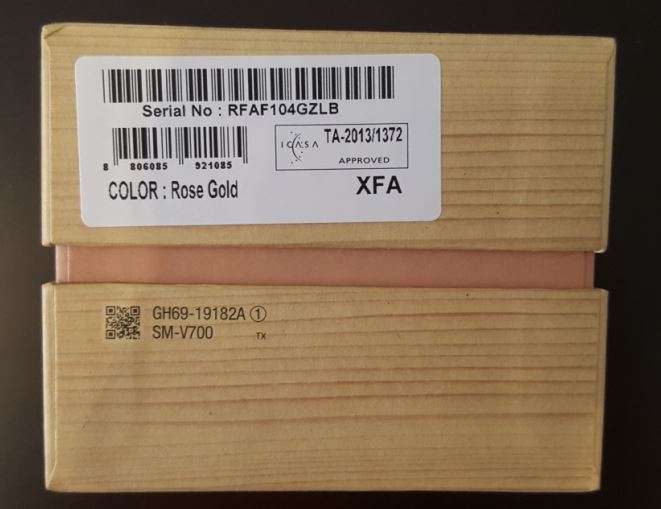 Serial No : RFAF104GZLB
8 806085 921085
ICASA
TA-2013/1372
APPROVED
COLOR : Rose Gold
XFA
GH69-19182A ①
SM-V700
TX